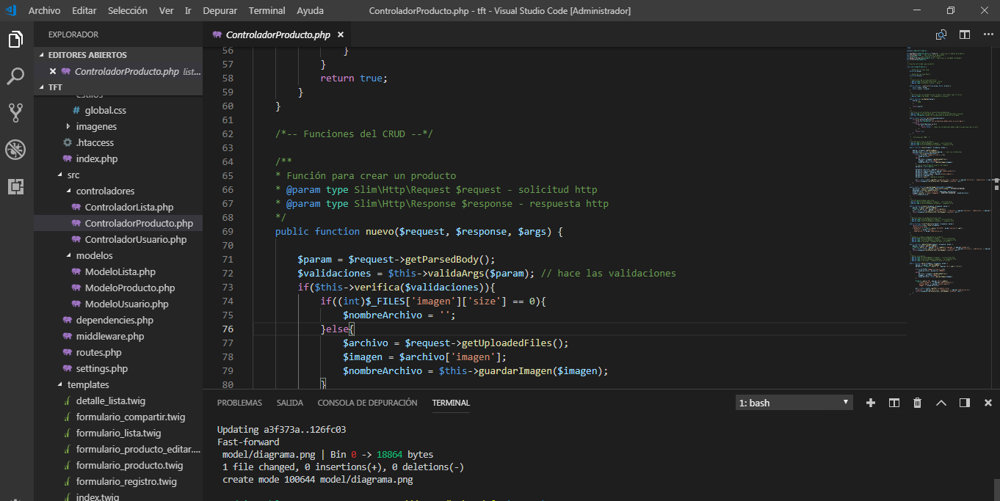 Archivo Editar Selección Ver Ir Depurar Terminal Ayuda
ControladorProducto.php - tft - Visual Studio Code [Administrador]
EXPLORADOR
EDITORES ABIERTOS
ControladorProducto.php list...
TFT
estilos
# global.css
imagenes
.htaccess
index.php
src
controladores
ControladorLista.php
ControladorProducto.php
ControladorUsuario.php
modelos
ModeloLista.php
ModeloProducto.php
ModeloUsuario.php
dependencies.php
middleware.php
routes.php
settings.php
templates
detalle_lista.twig
formulario_compartir.twig
formulario_lista.twig
formulario_producto_editar....
formulario_producto.twig
formulario_registro.twig
index.twig
ControladorProducto.php
56 }
57 }
58 return true;
59 }
60 }
61
62 /*-- Funciones del CRUD --*/
63
64 /**
65 * Función para crear un producto
66 * @param type Slim\Http\Request $request - solicitud http
67 * @param type Slim\Http\Response $response - respuesta http
68 */
69 public function nuevo($request, $response, $args) {
70
71 $param = $request->getParsedBody();
72 $validaciones = $this->validaArgs($param); // hace las validaciones
73 if($this->verifica($validaciones)){
74 if((int)$_FILES['imagen']['size'] == 0){
75 $nombreArchivo = '';
76 }else{
77 $archivo = $request->getUploadedFiles();
78 $imagen = $archivo['imagen'];
79 $nombreArchivo = $this->guardarImagen($imagen);
80 }
PROBLEMAS SALIDA CONSOLA DE DEPURACIÓN TERMINAL
1: bash
Updating a3f373a..126fc03
Fast-forward
model/diagrama.png | Bin 0 -> 18864 bytes
1 file changed, 0 insertions(+), 0 deletions(-)
create mode 100644 model/diagrama.png